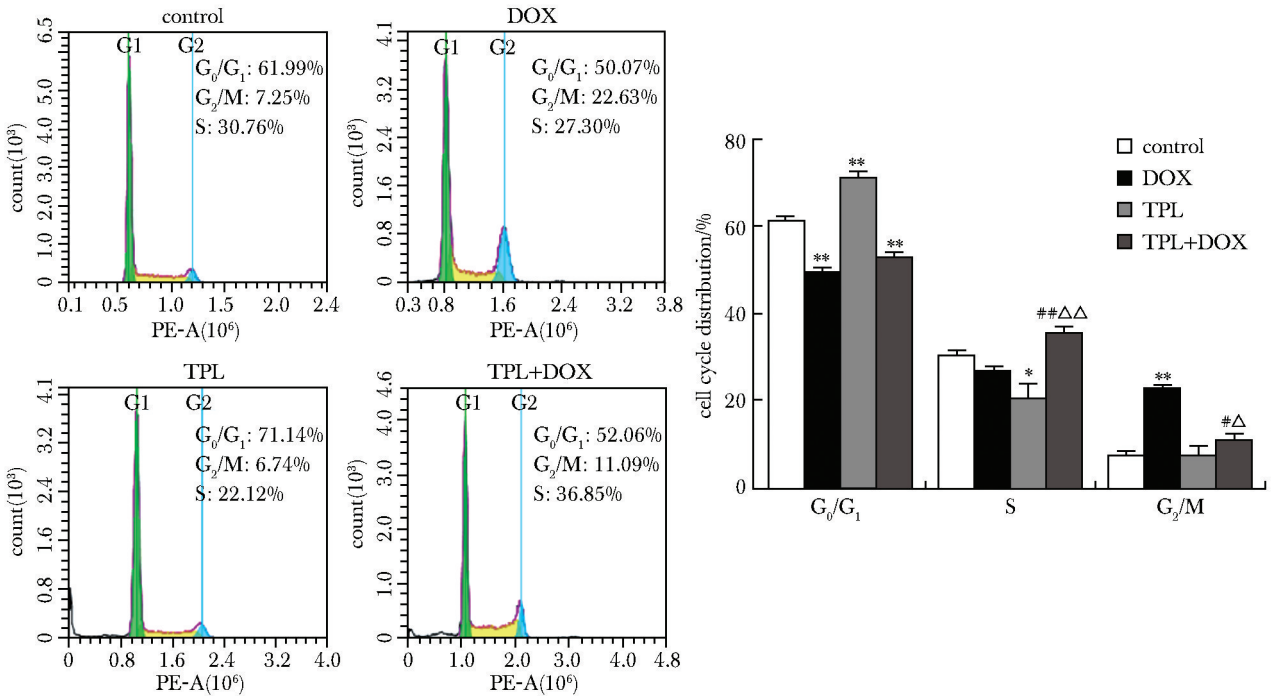 control
6.5
5.0
4.0
3.0
2.0
1.0
0
count(10³)
G1 G2
G₀/G₁: 61.99%
G₂/M: 7.25%
S: 30.76%
0.1 0.5 1.0 1.5 2.0 2.4
PE-A(10⁶)
DOX
4.1
3.2
2.4
1.6
0.8
0
count(10³)
G1 G2
G₀/G₁: 50.07%
G₂/M: 22.63%
S: 27.30%
0.3 0.8 1.6 2.4 3.2 3.8
PE-A(10⁶)
TPL
4.1
3.2
2.4
1.6
0.8
0
count(10³)
G1 G2
G₀/G₁: 71.14%
G₂/M: 6.74%
S: 22.12%
0 0.8 1.6 2.4 3.2 4.0
PE-A(10⁶)
TPL+DOX
4.6
4.0
3.0
2.0
1.0
0
count(10³)
G1 G2
G₀/G₁: 52.06%
G₂/M: 11.09%
S: 36.85%
0 1.0 2.0 3.0 4.0 4.8
PE-A(10⁶)
80
60
40
20
0
cell cycle distribution/%
control
DOX
TPL
TPL+DOX
**
**
**
*
##△△
**
#△
G₀/G₁ S G₂/M